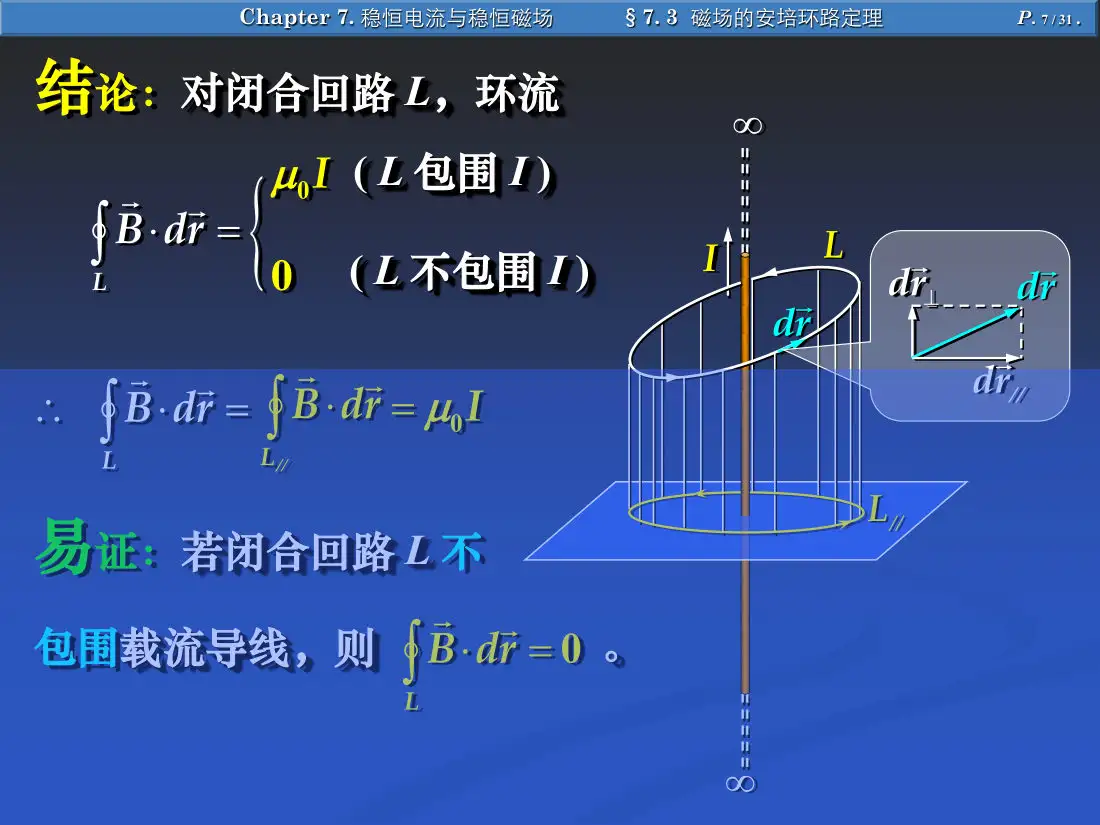 Chapter 7. 稳恒电流与稳恒磁场 § 7. 3 磁场的安培环路定理 P. 7 / 31 .
结论：对闭合回路 L，环流
∮_L B⃗ · dr⃗ = { μ₀I ( L 包围 I )
0 ( L 不包围 I )
∴ ∮_L B⃗ · dr⃗ = ∮_{L//} B⃗ · dr⃗ = μ₀I
易证：若闭合回路 L 不
包围载流导线，则 ∮_L B⃗ · dr⃗ = 0 。
∞
I
L
dr⃗
dr⃗⊥
dr⃗
dr⃗//
L//
∞